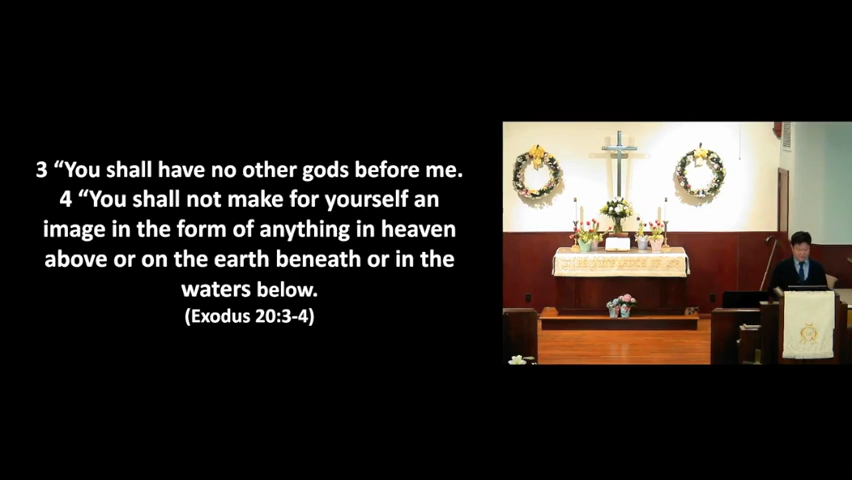 3 “You shall have no other gods before me.
4 “You shall not make for yourself an
image in the form of anything in heaven
above or on the earth beneath or in the
waters below.
(Exodus 20:3-4)